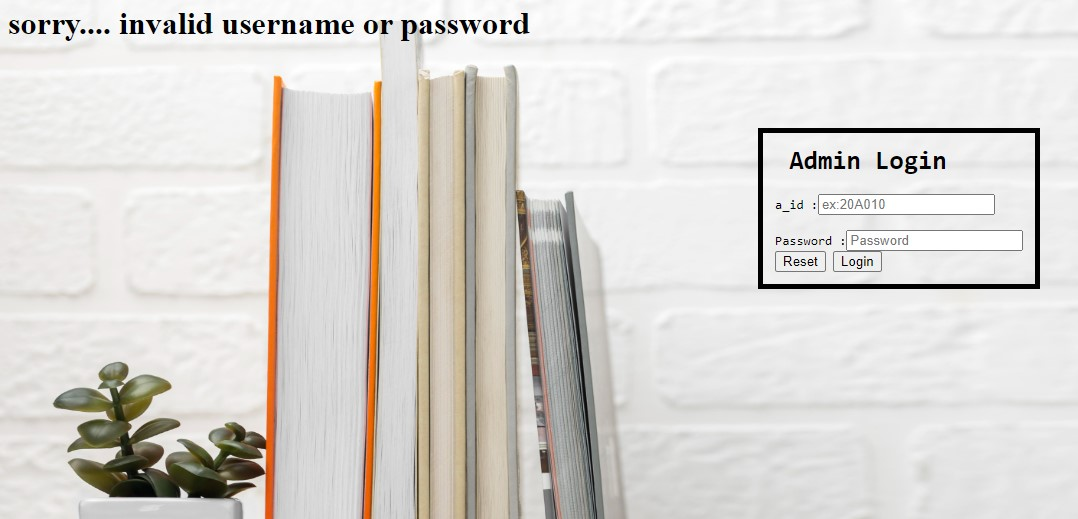 sorry.... invalid username or password
Admin Login
a_id :ex:20A010
Password :Password
Reset Login